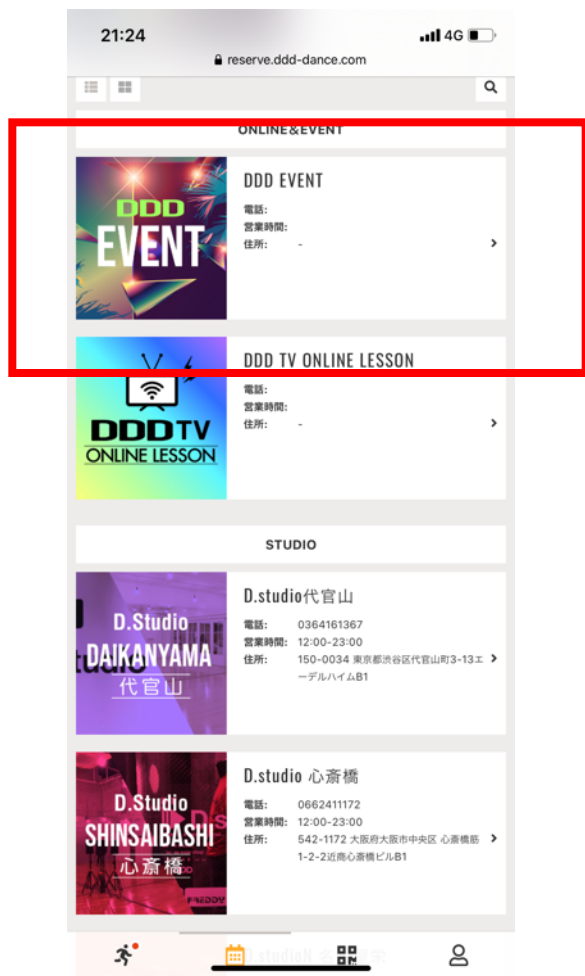 21:24
4G
reserve.ddd-dance.com
ONLINE&EVENT
DDD
EVENT
DDD EVENT
電話:
営業時間:
住所: -
DDD TV
ONLINE LESSON
DDD TV ONLINE LESSON
電話:
営業時間:
住所: -
STUDIO
D.Studio
DAIKANYAMA
代官山
D.studio代官山
電話: 0364161367
営業時間: 12:00-23:00
住所: 150-0034 東京都渋谷区代官山町3-13エ
ーデルハイムB1
D.Studio
SHINSAIBASHI
心斎橋
FREDDY
D.studio 心斎橋
電話: 0662411172
営業時間: 12:00-23:00
住所: 542-1172 大阪府大阪市中央区 心斎橋筋
1-2-2近商心斎橋ビルB1